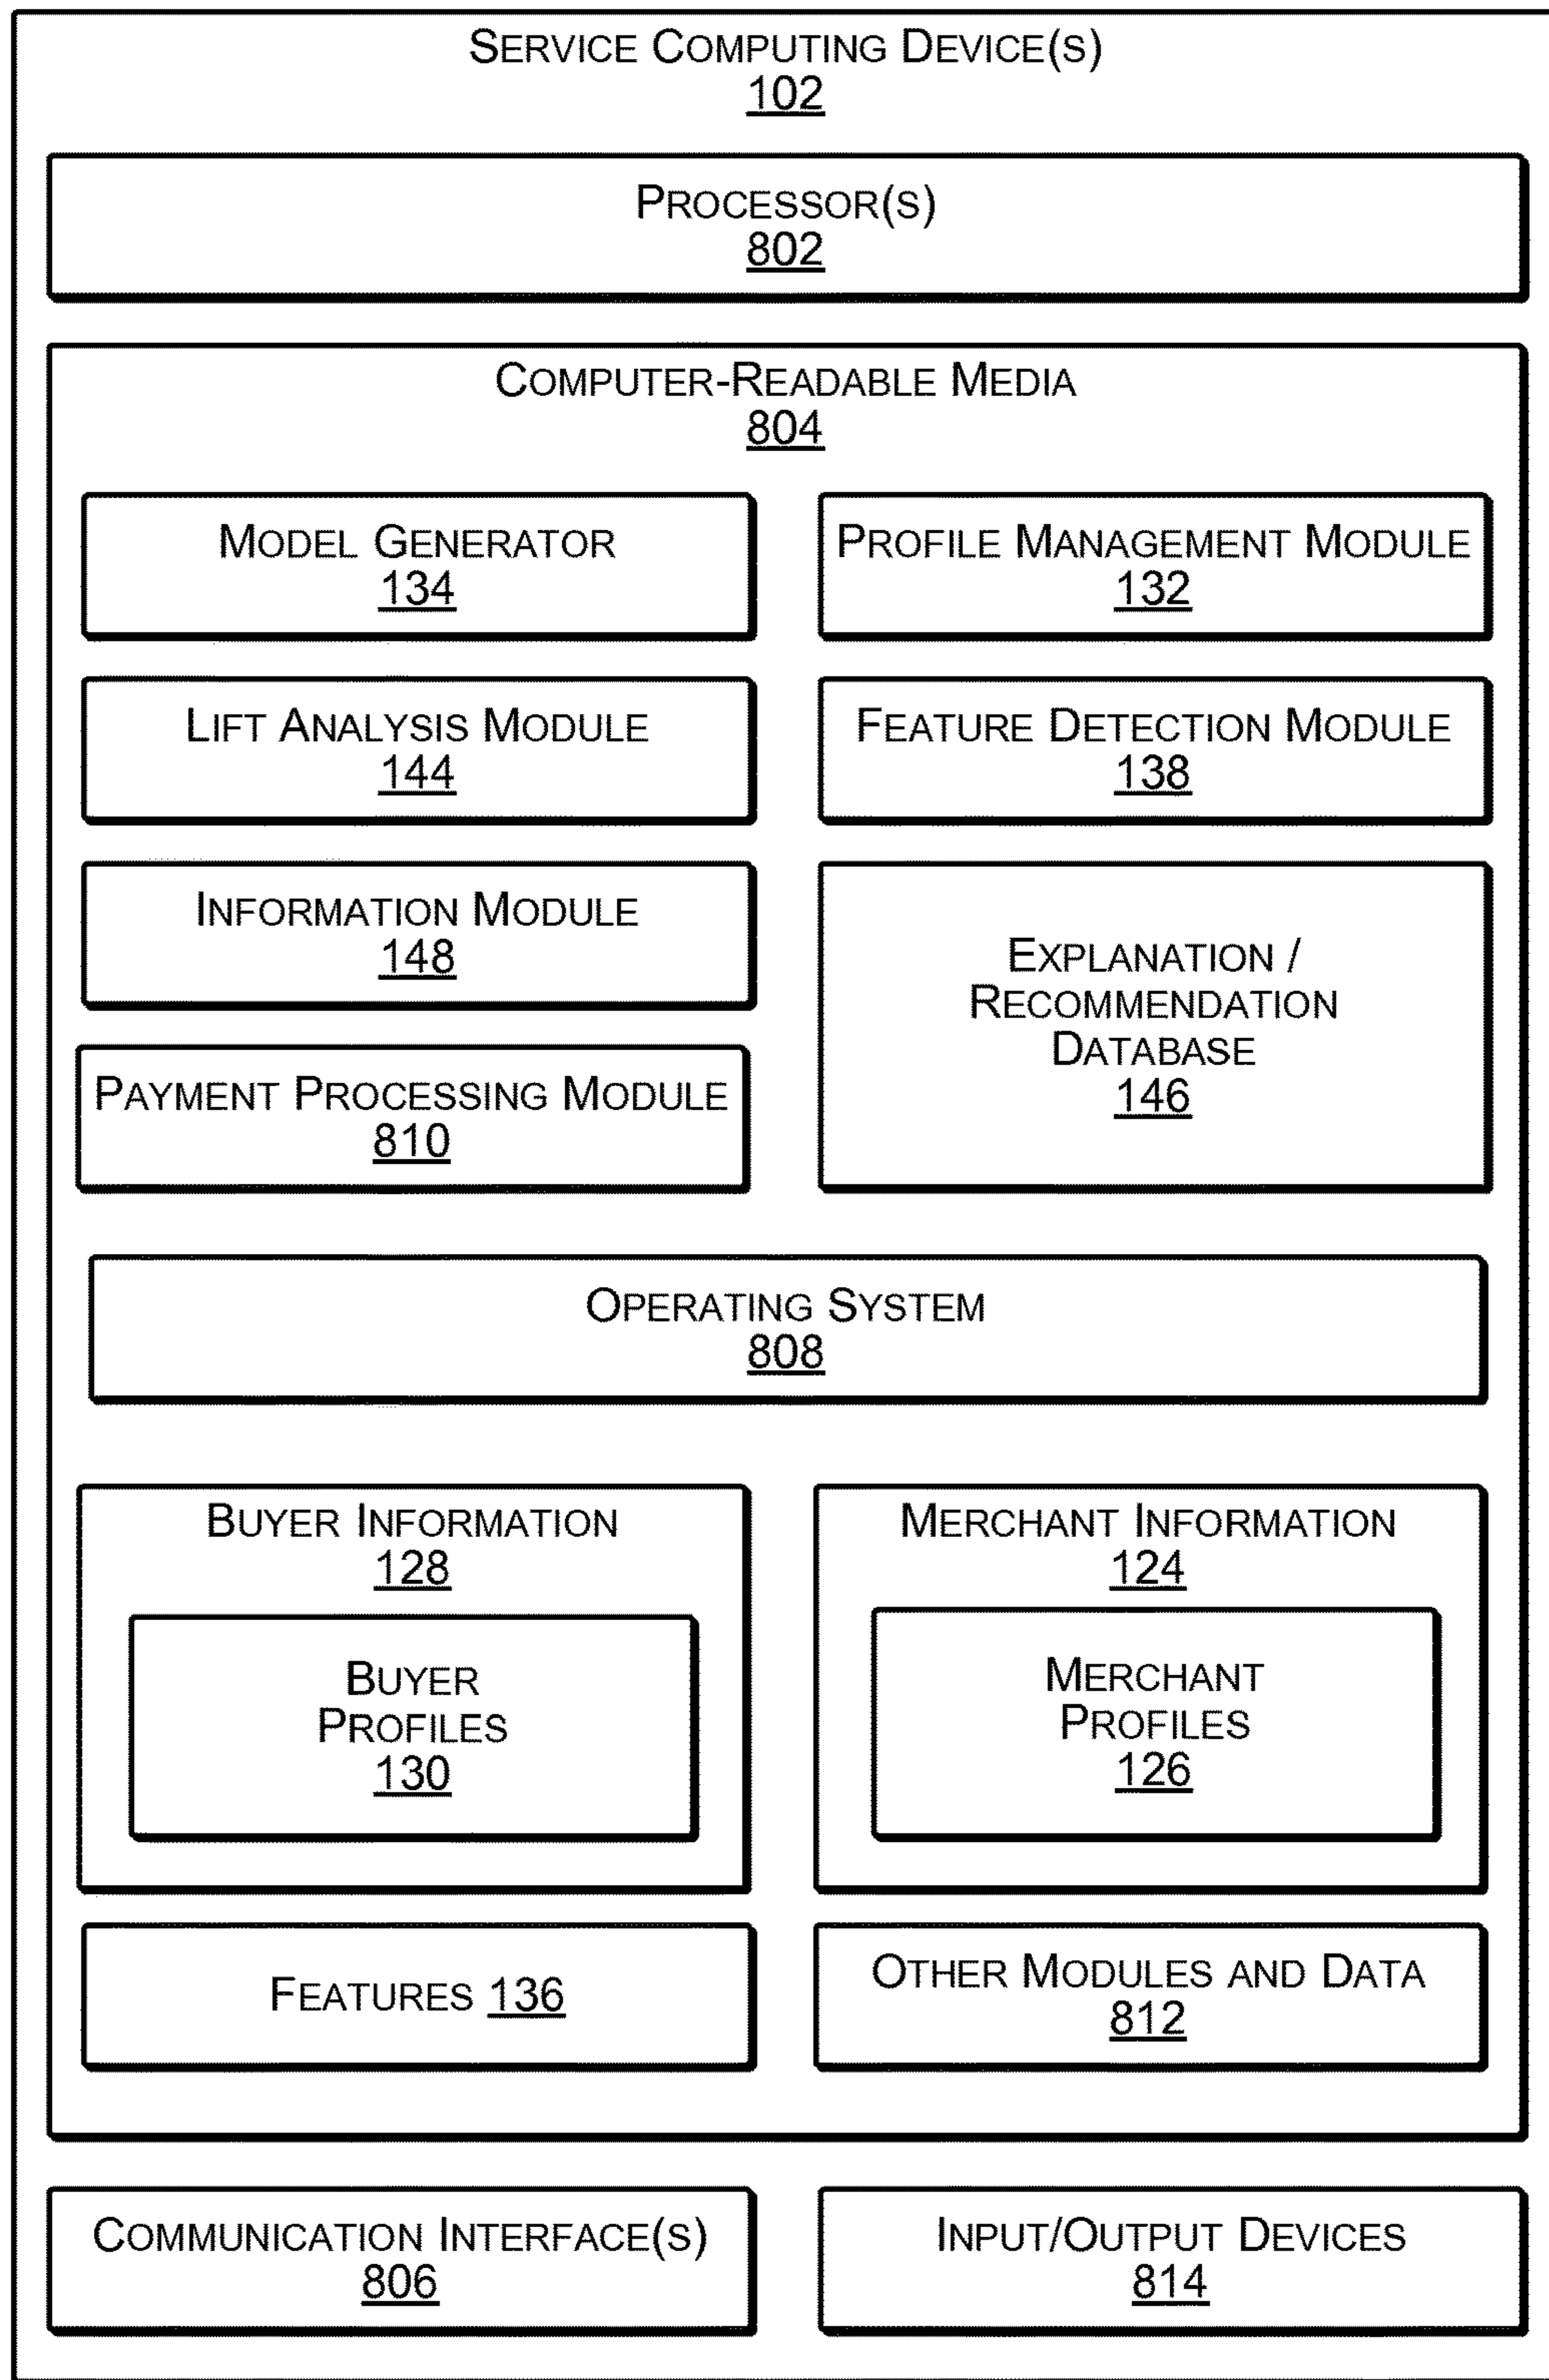 SERVICE COMPUTING DEVICE(S)
102
PROCESSOR(S)
802
COMPUTER-READABLE MEDIA
804
MODEL GENERATOR
134
PROFILE MANAGEMENT MODULE
132
LIFT ANALYSIS MODULE
144
FEATURE DETECTION MODULE
138
INFORMATION MODULE
148
EXPLANATION /
RECOMMENDATION
DATABASE
146
PAYMENT PROCESSING MODULE
810
OPERATING SYSTEM
808
BUYER INFORMATION
128
BUYER
PROFILES
130
MERCHANT INFORMATION
124
MERCHANT
PROFILES
126
FEATURES 136
OTHER MODULES AND DATA
812
COMMUNICATION INTERFACE(S)
806
INPUT/OUTPUT DEVICES
814